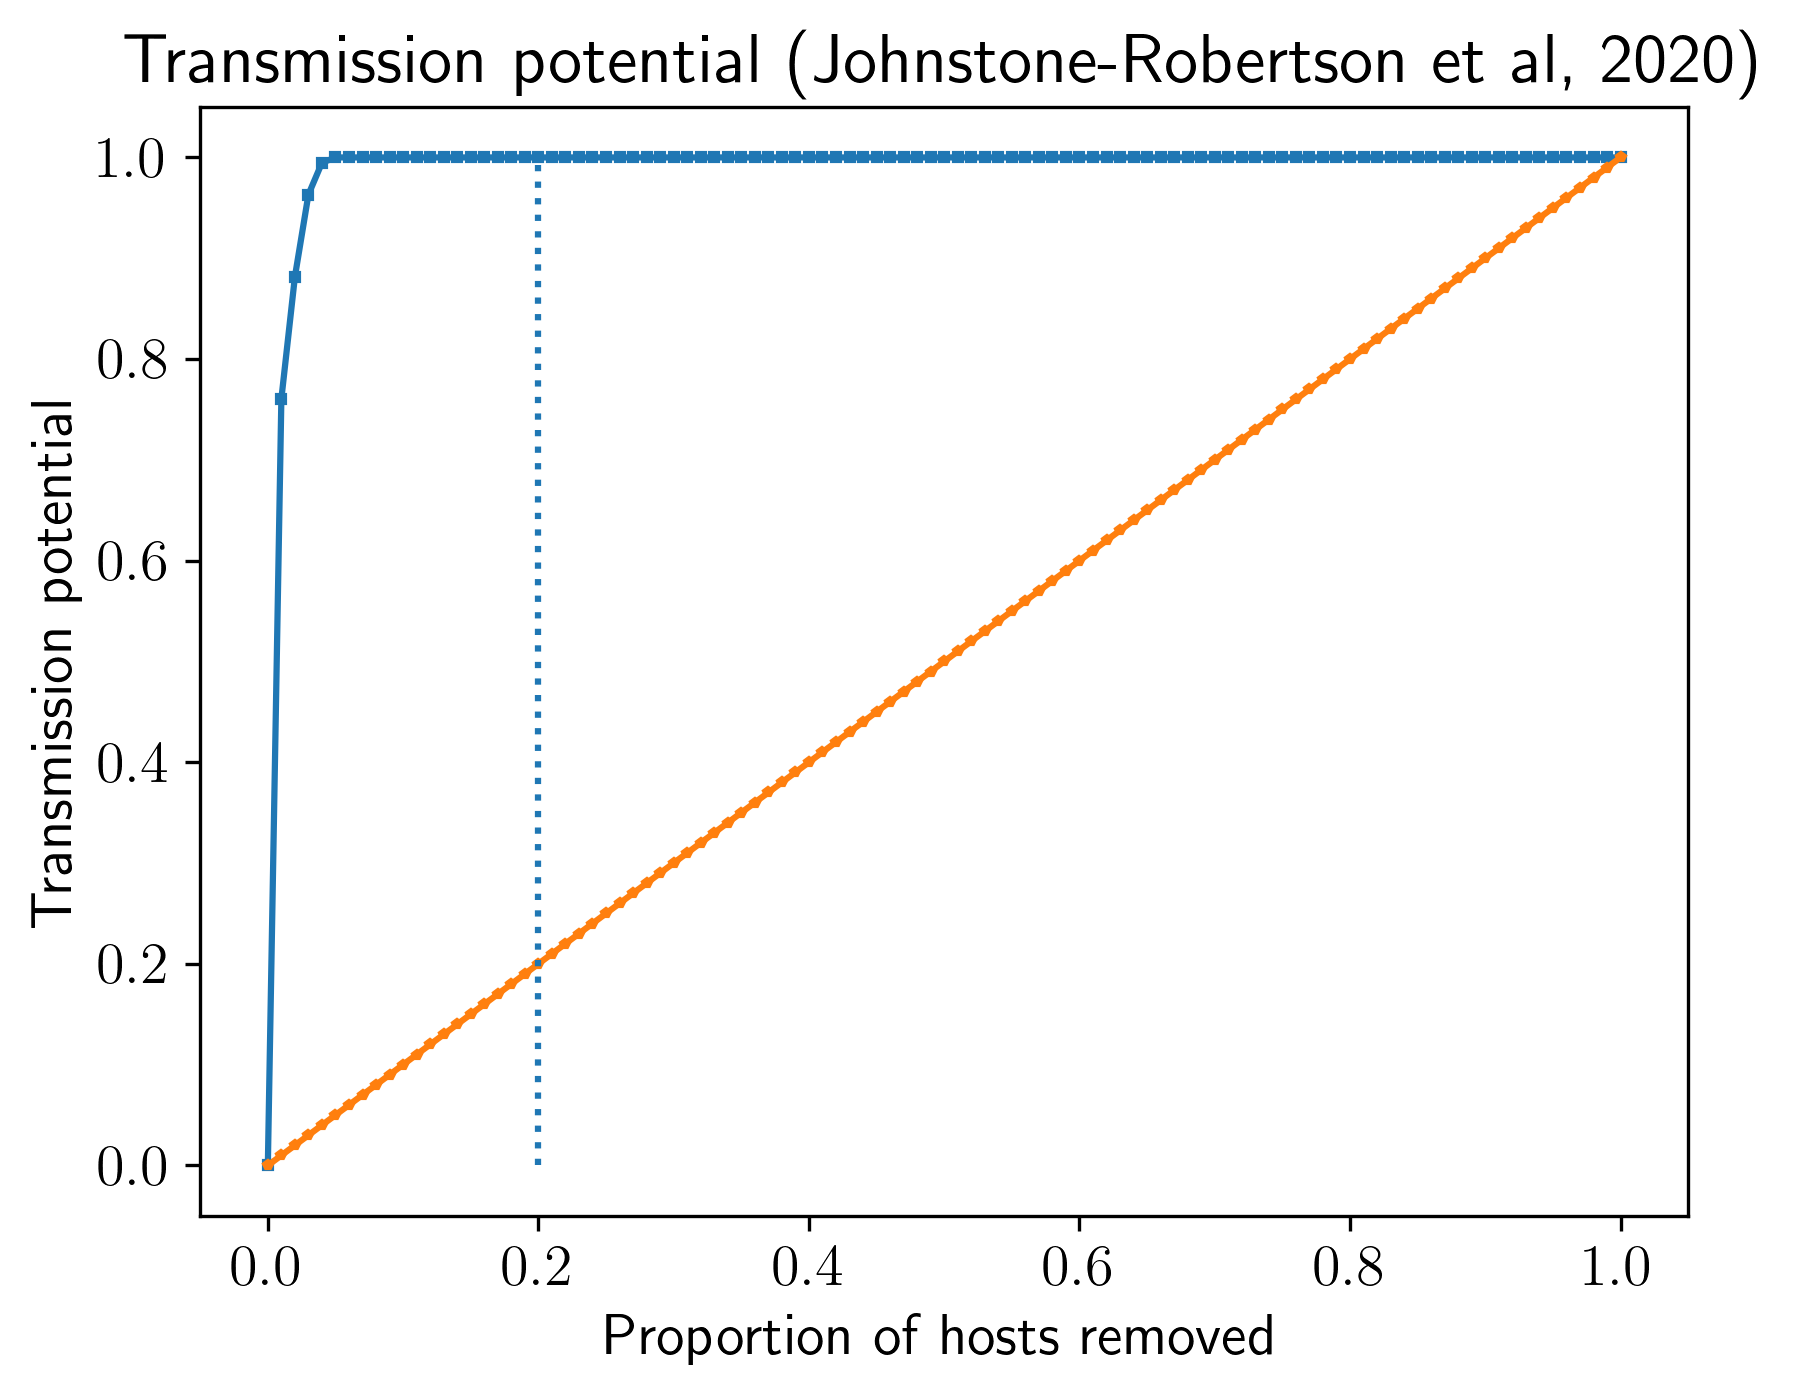 Transmission potential (Johnstone-Robertson et al, 2020)
Transmission potential
1.0
0.8
0.6
0.4
0.2
0.0
0.0 0.2 0.4 0.6 0.8 1.0
Proportion of hosts removed